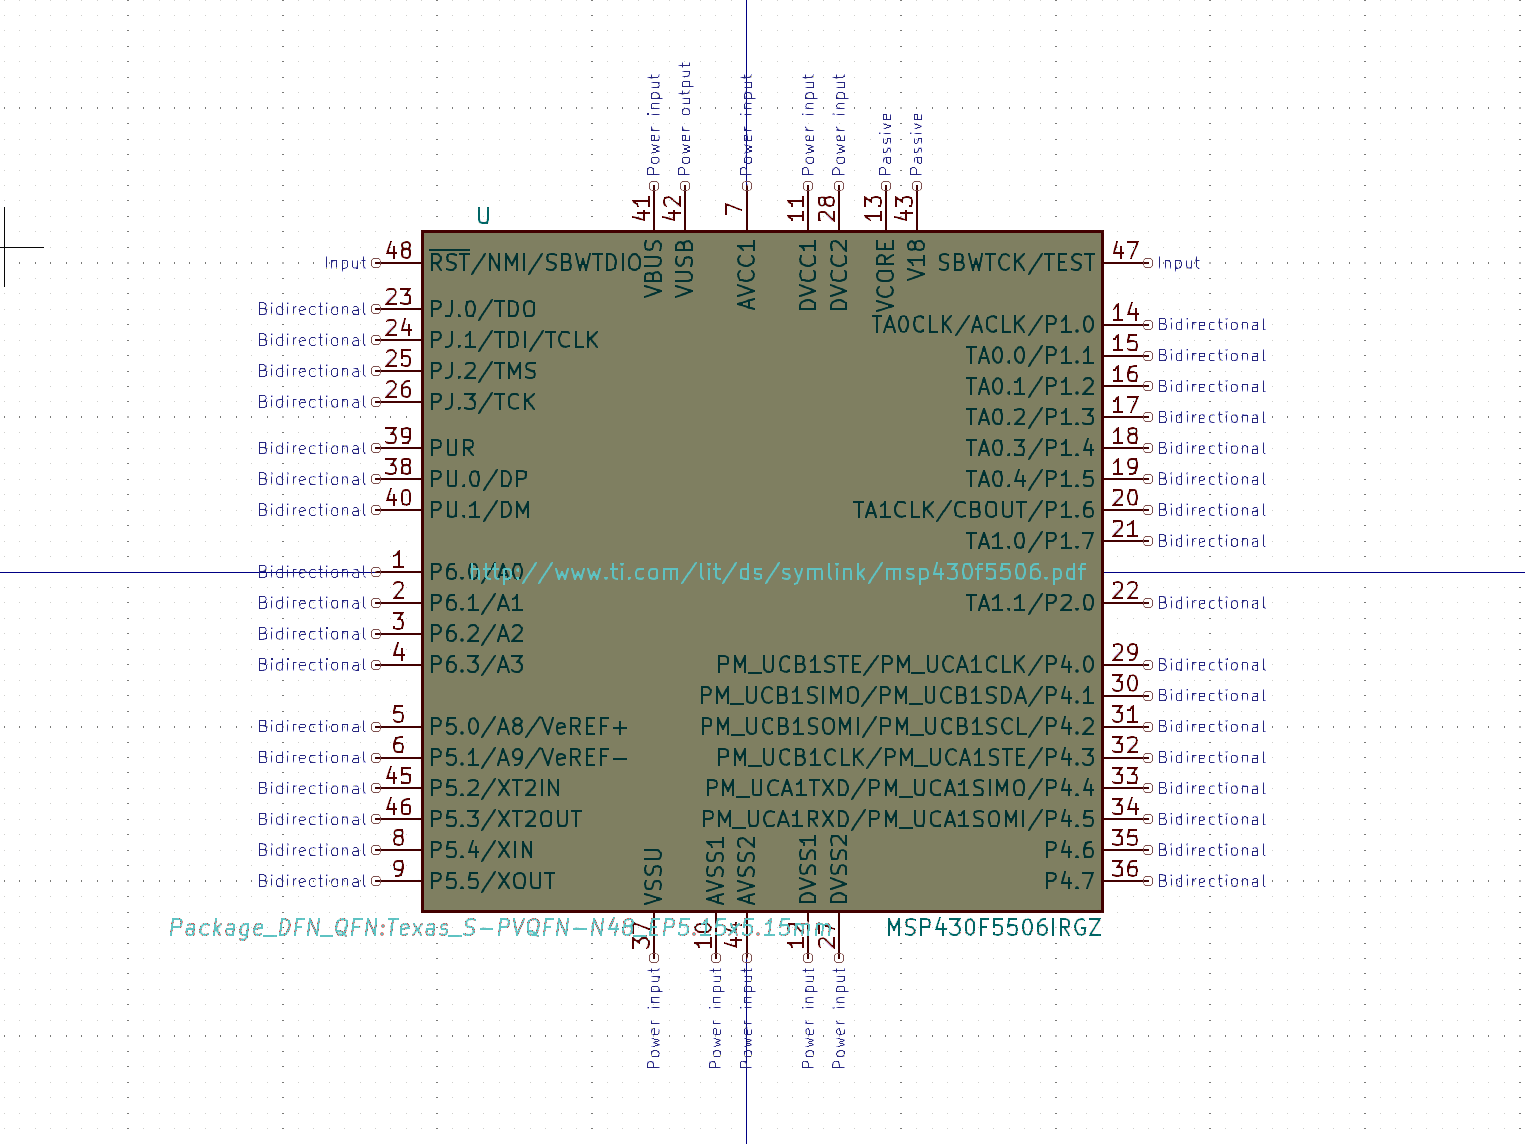 Power input
Power output
Power input
Power input
Power input
Passive
Passive
41
42
7
11
28
13
43
U
VBUS
VUSB
AVCC1
DVCC1
DVCC2
VCORE
V18
Input 48 RST/NMI/SBWTDIO
SBWTCK/TEST 47 Input
Bidirectional 23 PJ.0/TDO
TA0CLK/ACLK/P1.0 14 Bidirectional
Bidirectional 24 PJ.1/TDI/TCLK
TA0.0/P1.1 15 Bidirectional
Bidirectional 25 PJ.2/TMS
TA0.1/P1.2 16 Bidirectional
Bidirectional 26 PJ.3/TCK
TA0.2/P1.3 17 Bidirectional
Bidirectional 39 PUR
TA0.3/P1.4 18 Bidirectional
Bidirectional 38 PU.0/DP
TA0.4/P1.5 19 Bidirectional
Bidirectional 40 PU.1/DM
TA1CLK/CBOUT/P1.6 20 Bidirectional
TA1.0/P1.7 21 Bidirectional
Bidirectional 1 P6.0/A0
http://www.ti.com/lit/ds/symlink/msp430f5506.pdf
Bidirectional 2 P6.1/A1
TA1.1/P2.0 22 Bidirectional
Bidirectional 3 P6.2/A2
Bidirectional 4 P6.3/A3
PM_UCB1STE/PM_UCA1CLK/P4.0 29 Bidirectional
PM_UCB1SIMO/PM_UCB1SDA/P4.1 30 Bidirectional
Bidirectional 5 P5.0/A8/VeREF+
PM_UCB1SOMI/PM_UCB1SCL/P4.2 31 Bidirectional
Bidirectional 6 P5.1/A9/VeREF-
PM_UCB1CLK/PM_UCA1STE/P4.3 32 Bidirectional
Bidirectional 45 P5.2/XT2IN
PM_UCA1TXD/PM_UCA1SIMO/P4.4 33 Bidirectional
Bidirectional 46 P5.3/XT2OUT
PM_UCA1RXD/PM_UCA1SOMI/P4.5 34 Bidirectional
Bidirectional 8 P5.4/XIN
P4.6 35 Bidirectional
Bidirectional 9 P5.5/XOUT
P4.7 36 Bidirectional
VSSU
AVSS1
AVSS2
DVSS1
DVSS2
Package_DFN_QFN:Texas_S-PVQFN-N48_EP5.15x5.15mm
MSP430F5506IRGZ
37
10
27
Power input
Power input
Power input
Power input
Power input